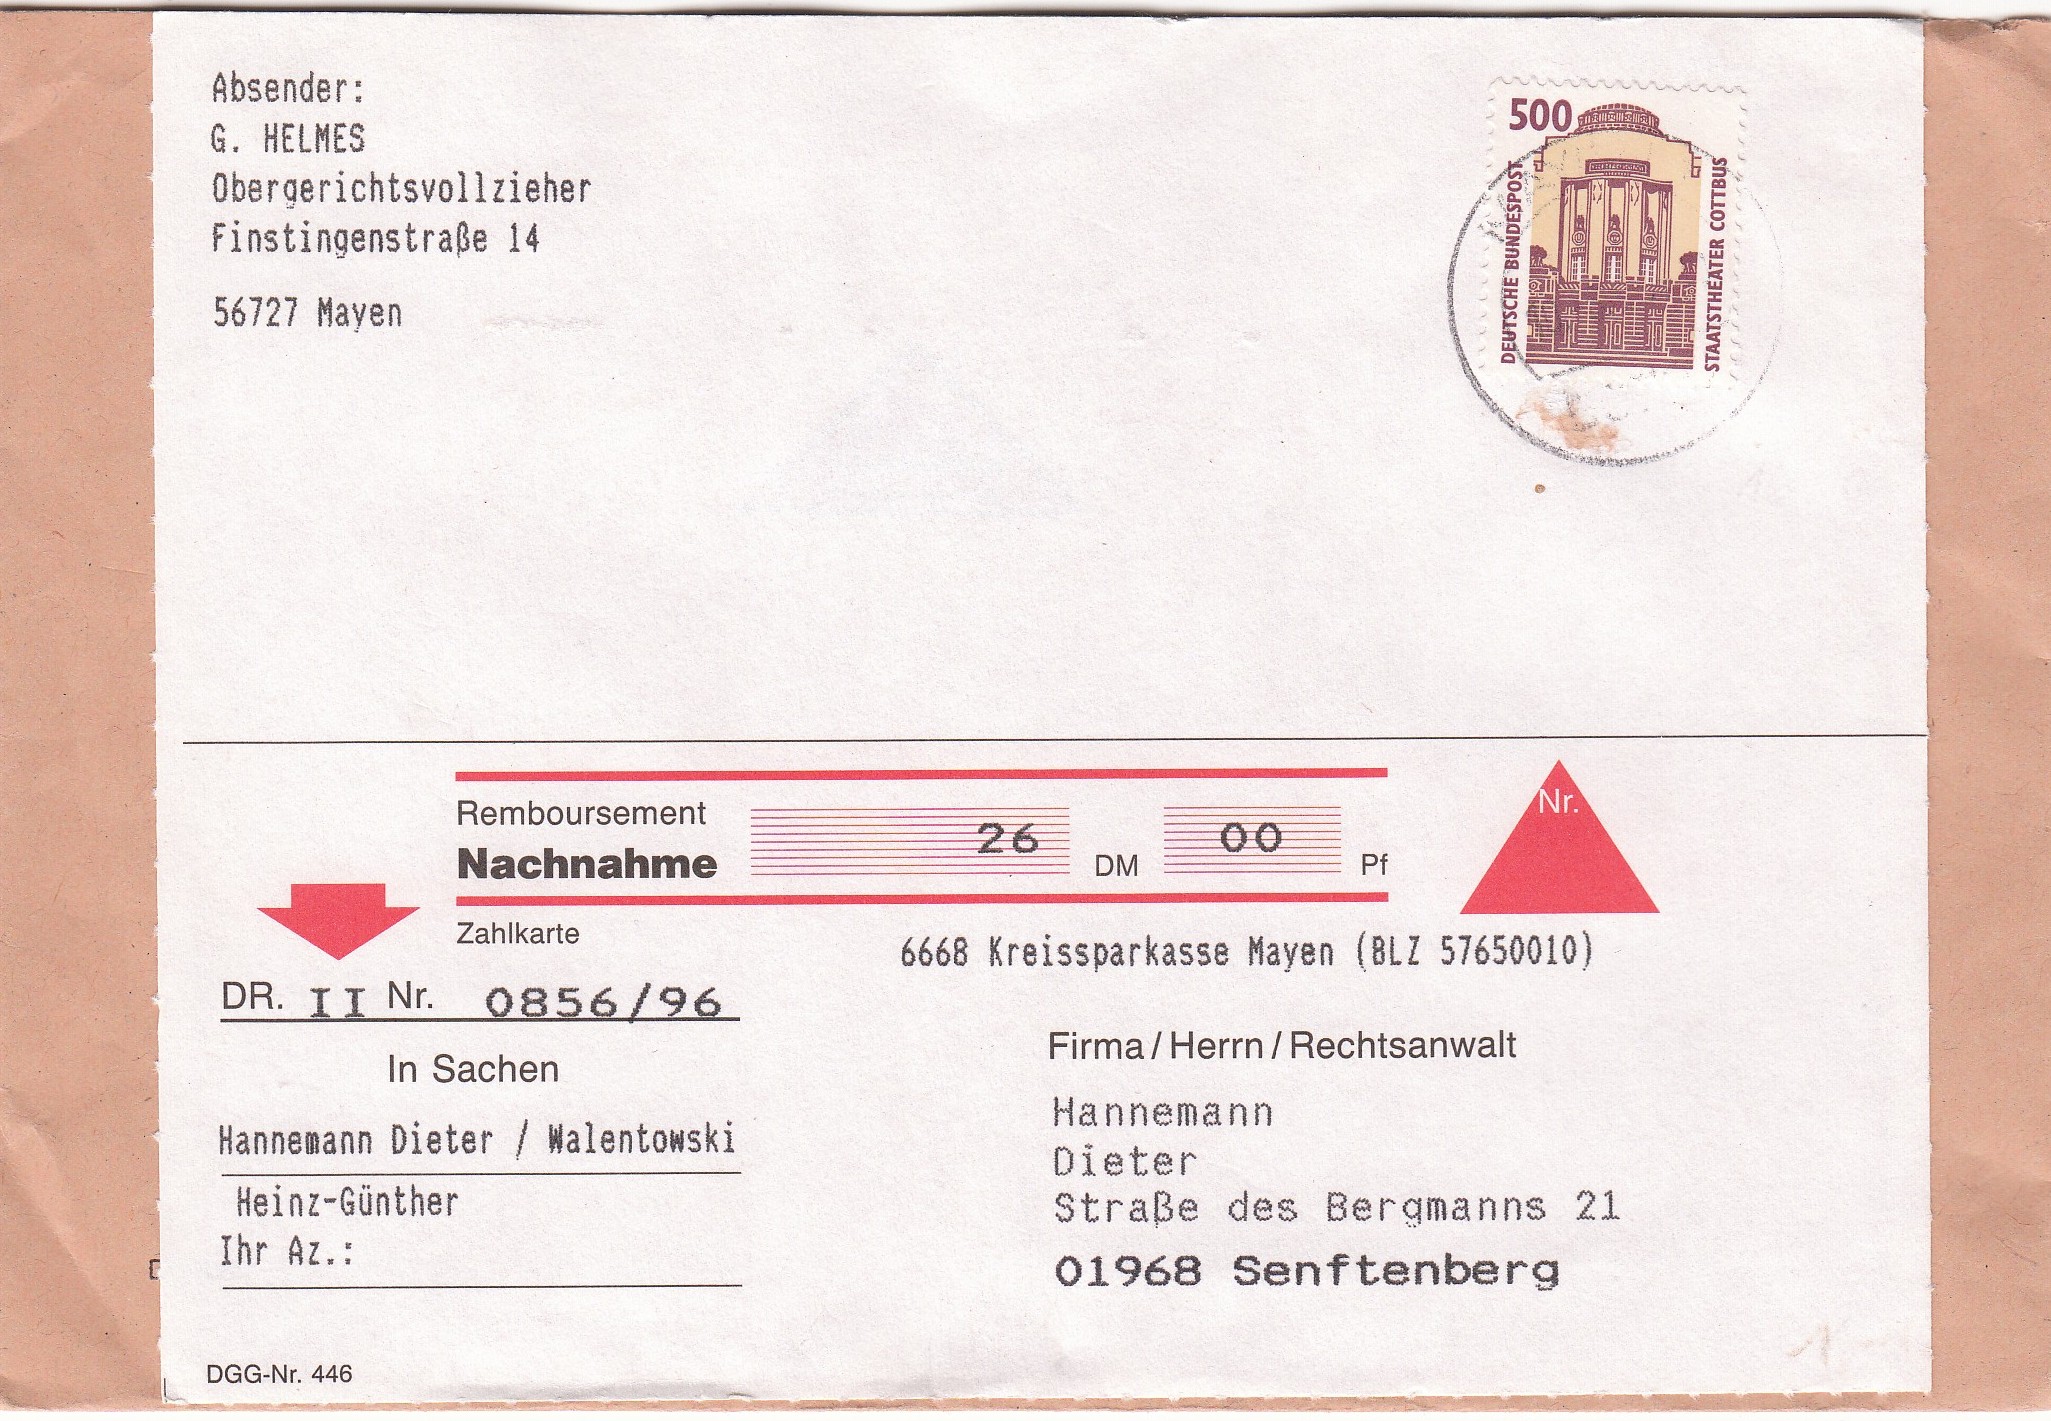 Absender:
G. HELMES
Obergerichtsvollzieher
Finstingenstraße 14
56727 Mayen
500
DEUTSCHE BUNDESPOST
STAATSTHEATER COTTBUS
Remboursement
Nachnahme
26 DM 00 Pf
Nr.
Zahlkarte
6668 Kreissparkasse Mayen (BLZ 57650010)
DR. II Nr. 0856/96
In Sachen
Hannemann Dieter / Walentowski
Heinz-Günther
Ihr Az.:
Firma/Herrn/Rechtsanwalt
Hannemann
Dieter
Straße des Bergmanns 21
01968 Senftenberg
DGG-Nr. 446